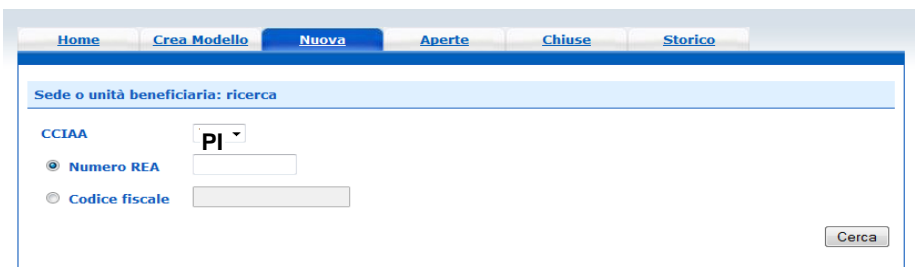 Home Crea Modello Nuova Aperte Chiuse Storico
Sede o unità beneficiaria: ricerca
CCIAA PI
Numero REA
Codice fiscale
Cerca